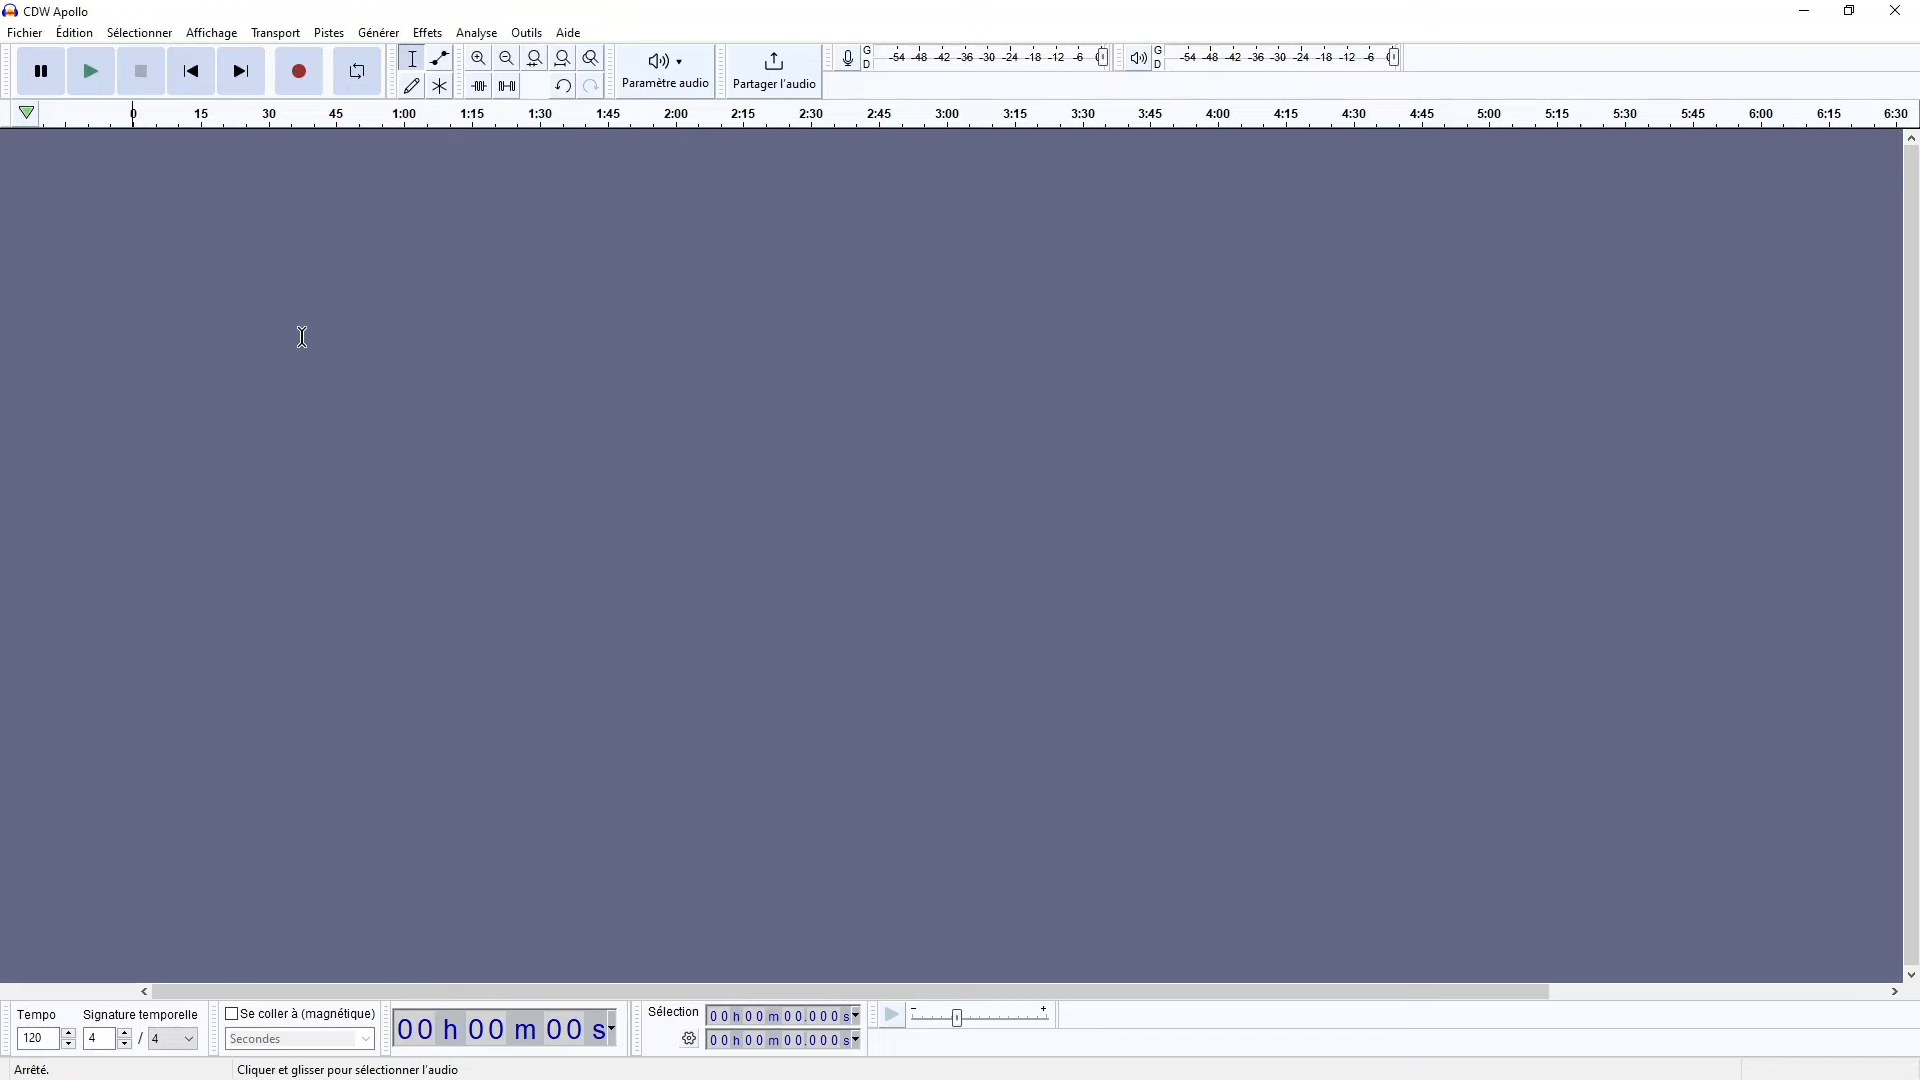 CDW Apollo
Fichier Édition Sélectionner Affichage Transport Pistes Générer Effets Analyse Outils Aide
Paramètre audio
Partager l'audio
G
D
-54 -48 -42 -36 -30 -24 -18 -12 -6
G
D
-54 -48 -42 -36 -30 -24 -18 -12 -6
0 15 30 45 1:00 1:15 1:30 1:45 2:00 2:15 2:30 2:45 3:00 3:15 3:30 3:45 4:00 4:15 4:30 4:45 5:00 5:15 5:30 5:45 6:00 6:15 6:30
Tempo
120
Signature temporelle
4 / 4
Se coller à (magnétique)
Secondes
00 h 00 m 00 s
Sélection
00 h 00 m 00.000 s
00 h 00 m 00.000 s
- +
Arrêté.
Cliquer et glisser pour sélectionner l'audio